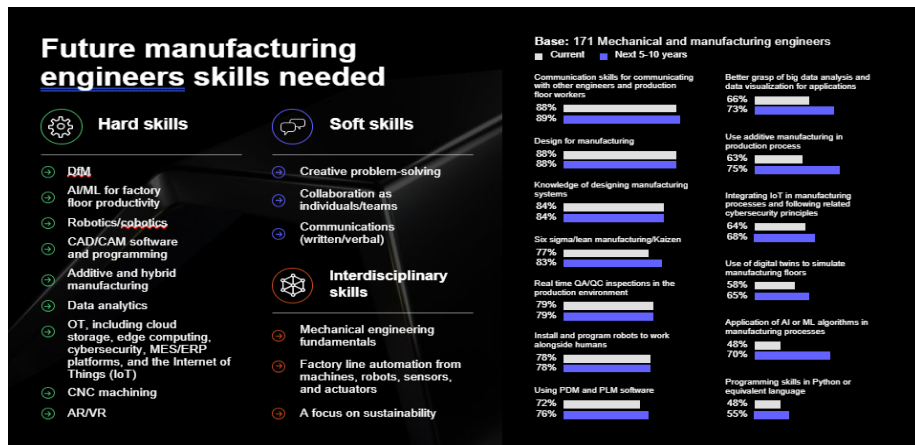 Future manufacturing
engineers skills needed
Hard skills
DfM
AI/ML for factory
floor productivity
Robotics/cobotics
CAD/CAM software
and programming
Additive and hybrid
manufacturing
Data analytics
OT, including cloud
storage, edge computing,
cybersecurity, MES/ERP
platforms, and the Internet of
Things (IoT)
CNC machining
AR/VR
Soft skills
Creative problem-solving
Collaboration as
individuals/teams
Communications
(written/verbal)
Interdisciplinary
skills
Mechanical engineering
fundamentals
Factory line automation from
machines, robots, sensors,
and actuators
A focus on sustainability
Base: 171 Mechanical and manufacturing engineers
Current
Next 5-10 years
Communication skills for communicating
with other engineers and production
floor workers
88%
89%
Design for manufacturing
88%
88%
Knowledge of designing manufacturing
systems
84%
84%
Six sigma/lean manufacturing/Kaizen
77%
83%
Real time QA/QC inspections in the
production environment
79%
79%
Install and program robots to work
alongside humans
78%
78%
Using PDM and PLM software
72%
76%
Better grasp of big data analysis and
data visualization for applications
66%
73%
Use additive manufacturing in
production process
63%
75%
Integrating IoT in manufacturing
processes and following related
cybersecurity principles
64%
68%
Use of digital twins to simulate
manufacturing floors
58%
65%
Application of AI or ML algorithms in
manufacturing processes
48%
70%
Programming skills in Python or
equivalent language
48%
55%